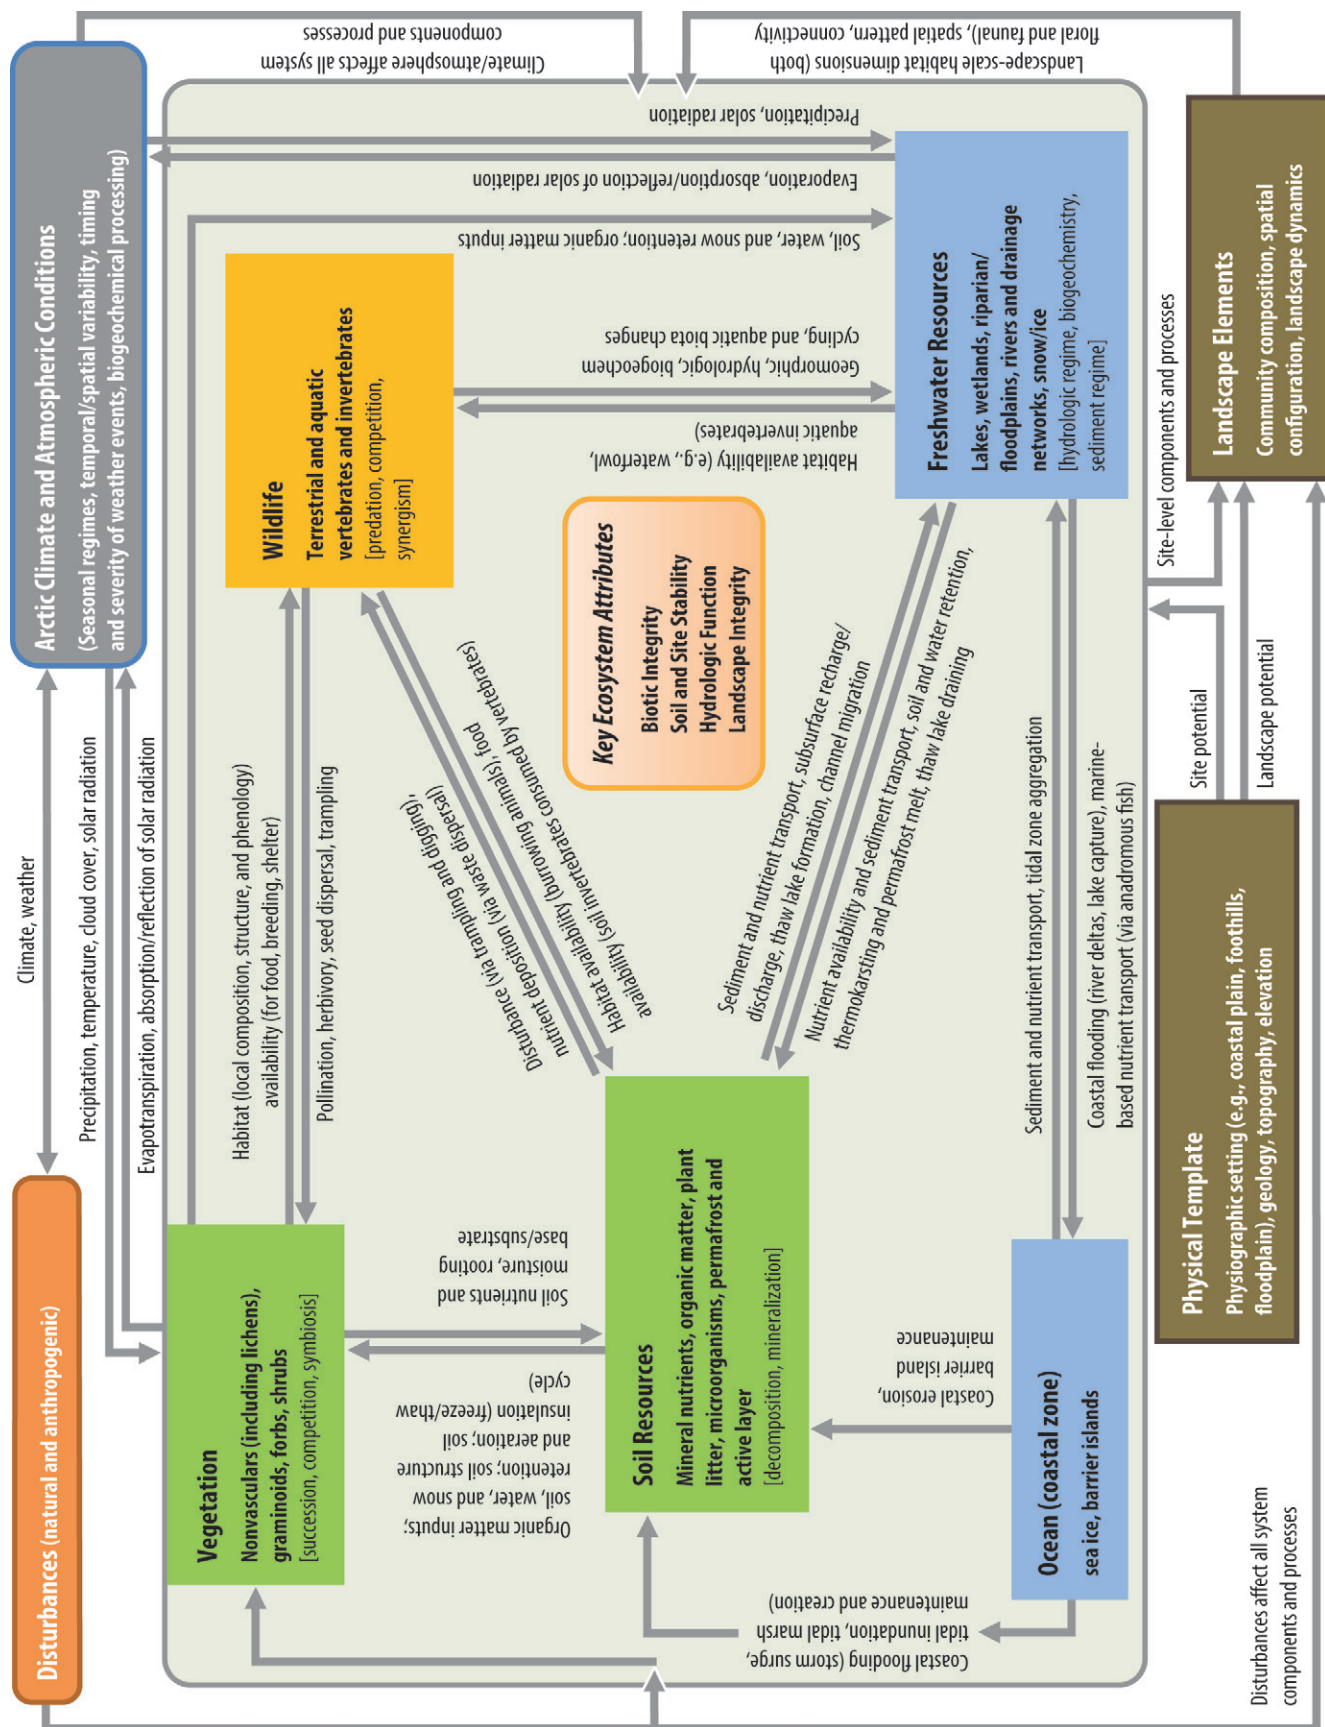 Disturbances (natural and anthropogenic)
Climate, weather
Arctic Climate and Atmospheric Conditions
(Seasonal regimes, temporal/spatial variability, timing
and severity of weather events, biogeochemical processing)
Precipitation, temperature, cloud cover, solar radiation
Evapotranspiration, absorption/reflection of solar radiation
Climate/atmosphere affects all system
components and processes
Vegetation
Nonvasculars (including lichens),
graminoids, forbs, shrubs
[succession, competition, symbiosis]
Habitat (local composition, structure, and phenology)
availability (for food, breeding, shelter)
Pollination, herbivory, seed dispersal, trampling
Wildlife
Terrestrial and aquatic
vertebrates and invertebrates
[predation, competition,
synergism]
Soil, water, and snow retention; organic matter inputs
Evaporation, absorption/reflection of solar radiation
Precipitation, solar radiation
Organic matter inputs;
soil, water, and snow
retention; soil structure
and aeration; soil
insulation (freeze/thaw
cycle)
Soil nutrients and
moisture, rooting
base/substrate
Disturbance (via trampling and digging),
nutrient deposition (via waste dispersal)
Habitat availability (burrowing animals), food
availability (soil invertebrates consumed by vertebrates)
Key Ecosystem Attributes
Biotic Integrity
Soil and Site Stability
Hydrologic Function
Landscape Integrity
Habitat availability (e.g., waterfowl,
aquatic invertebrates)
Geomorphic, hydrologic, biogeochem
cycling, and aquatic biota changes
Soil Resources
Mineral nutrients, organic matter, plant
litter, microorganisms, permafrost and
active layer
[decomposition, mineralization]
Sediment and nutrient transport, subsurface recharge/
discharge, thaw lake formation, channel migration
Nutrient availability and sediment transport, soil and water retention,
thermokarsting and permafrost melt, thaw lake draining
Freshwater Resources
Lakes, wetlands, riparian/
floodplains, rivers and drainage
networks, snow/ice
[hydrologic regime, biogeochemistry,
sediment regime]
Coastal flooding (storm surge,
tidal inundation, tidal marsh
maintenance and creation)
Coastal erosion,
barrier island
maintenance
Ocean (coastal zone)
sea ice, barrier islands
Sediment and nutrient transport, tidal zone aggregation
Coastal flooding (river deltas, lake capture), marine-
based nutrient transport (via anadromous fish)
Landscape-scale habitat dimensions (both
floral and faunal), spatial pattern, connectivity
Site-level components and processes
Physical Template
Physiographic setting (e.g., coastal plain, foothills,
floodplain), geology, topography, elevation
Site potential
Landscape potential
Landscape Elements
Community composition, spatial
configuration, landscape dynamics
Disturbances affect all system
components and processes